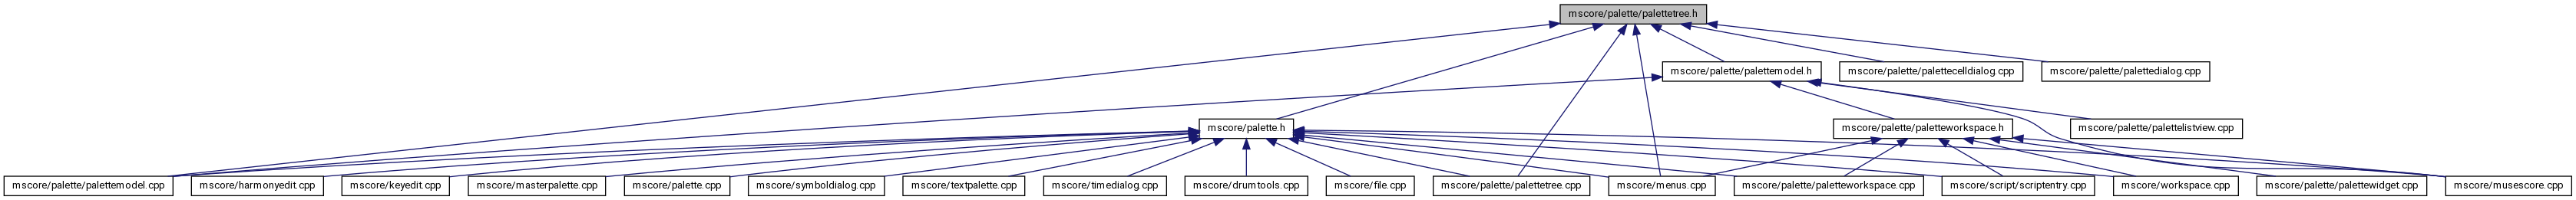 mscore/palette/palettetree.h
mscore/palette/palettemodel.h
mscore/palette/palettecelldialog.cpp
mscore/palette/palettedialog.cpp
mscore/palette.h
mscore/palette/paletteworkspace.h
mscore/palette/palettelistview.cpp
mscore/palette/palettemodel.cpp
mscore/harmonyedit.cpp
mscore/keyedit.cpp
mscore/masterpalette.cpp
mscore/palette.cpp
mscore/symboldialog.cpp
mscore/textpalette.cpp
mscore/timedialog.cpp
mscore/drumtools.cpp
mscore/file.cpp
mscore/palette/palettetree.cpp
mscore/menus.cpp
mscore/palette/paletteworkspace.cpp
mscore/script/scriptentry.cpp
mscore/workspace.cpp
mscore/palette/palettewidget.cpp
mscore/musescore.cpp